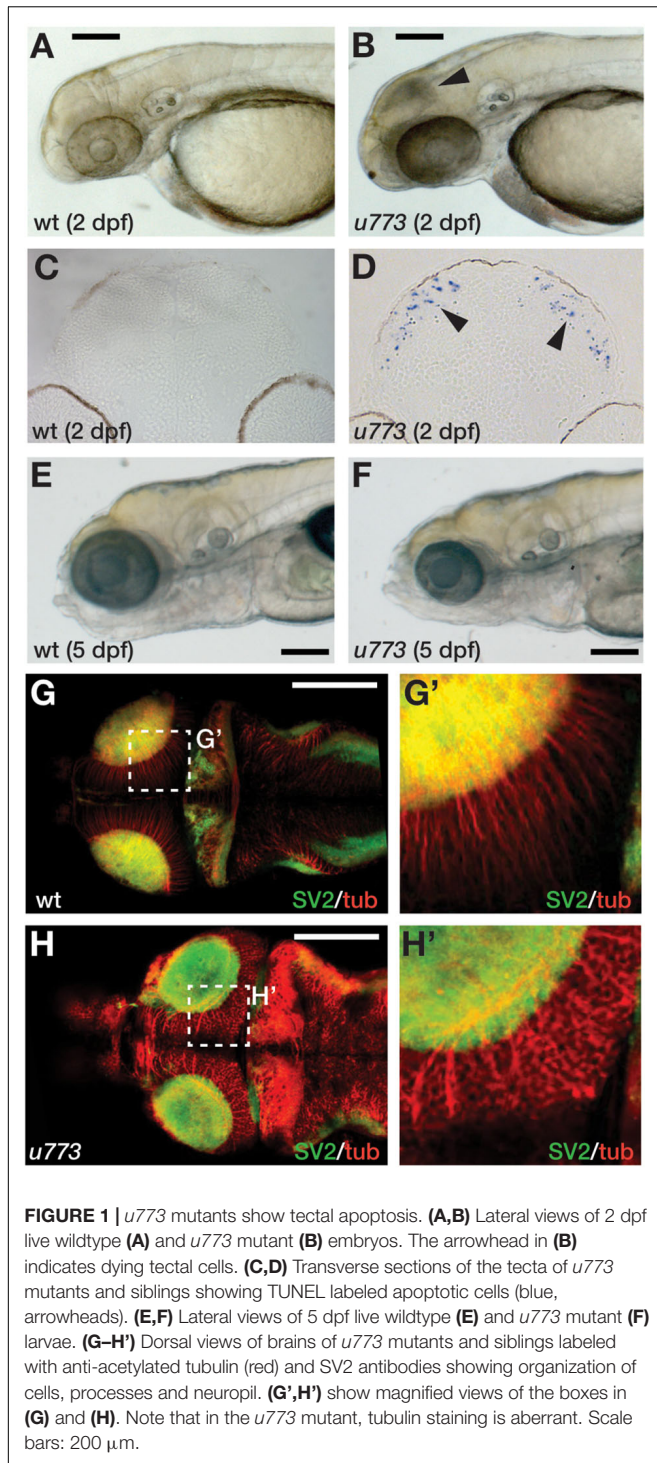 A
B
wt (2 dpf)
u773 (2 dpf)
C
D
wt (2 dpf)
u773 (2 dpf)
E
F
wt (5 dpf)
u773 (5 dpf)
G
G'
G'
wt
SV2/tub
SV2/tub
H
H'
H'
u773
SV2/tub
SV2/tub
FIGURE 1 | u773 mutants show tectal apoptosis. (A,B) Lateral views of 2 dpf
live wildtype (A) and u773 mutant (B) embryos. The arrowhead in (B)
indicates dying tectal cells. (C,D) Transverse sections of the tecta of u773
mutants and siblings showing TUNEL labeled apoptotic cells (blue,
arrowheads). (E,F) Lateral views of 5 dpf live wildtype (E) and u773 mutant (F)
larvae. (G–H’) Dorsal views of brains of u773 mutants and siblings labeled
with anti-acetylated tubulin (red) and SV2 antibodies showing organization of
cells, processes and neuropil. (G’,H’) show magnified views of the boxes in
(G) and (H). Note that in the u773 mutant, tubulin staining is aberrant. Scale
bars: 200 μm.